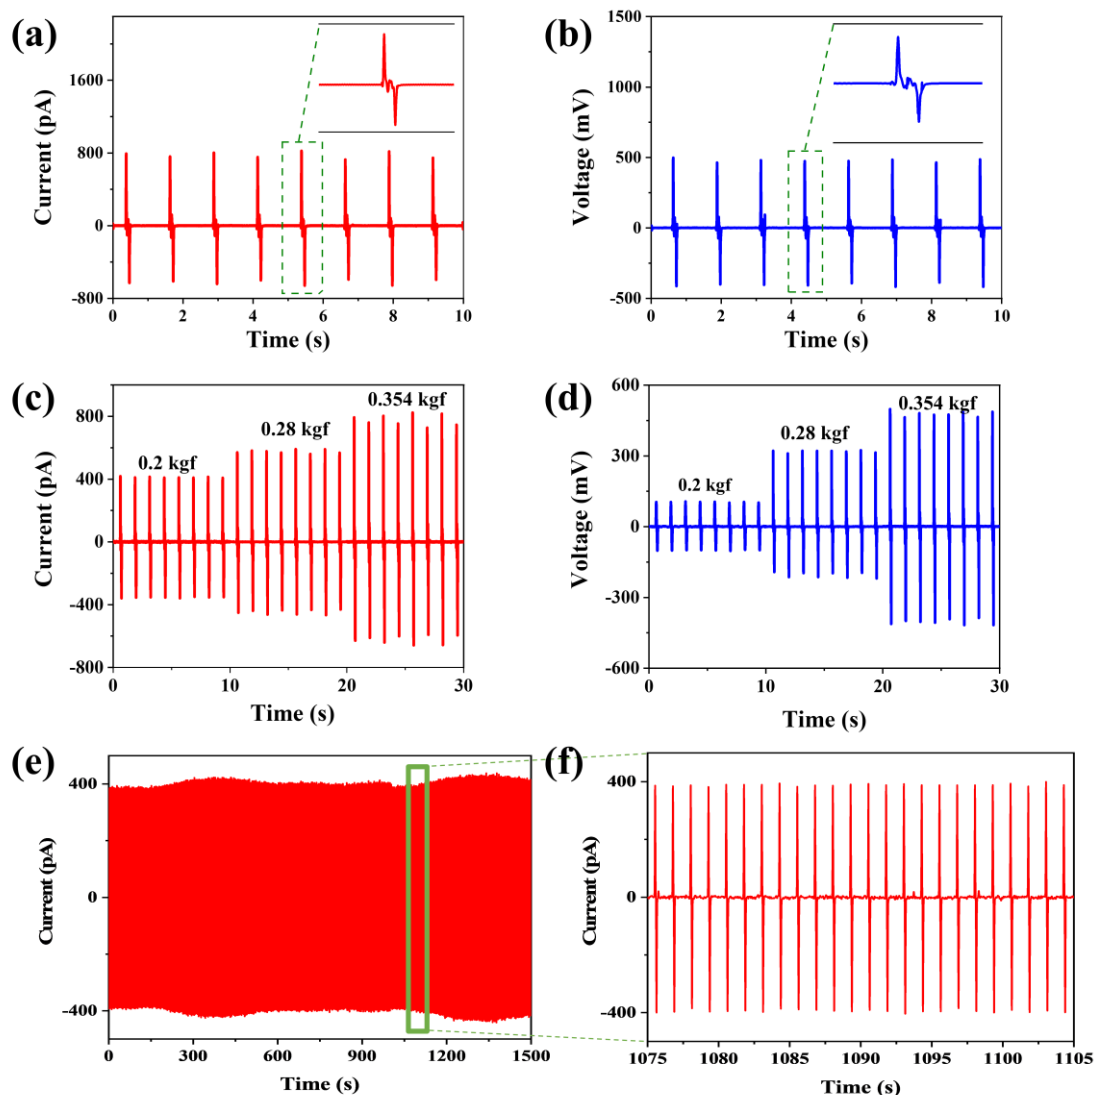 (a)
Current (pA)
1600
800
0
-800
0 2 4 6 8 10
Time (s)
(b)
Voltage (mV)
1500
1000
500
0
-500
0 2 4 6 8 10
Time (s)
(c)
Current (pA)
800
400
0
-400
-800
0.2 kgf
0.28 kgf
0.354 kgf
0 10 20 30
Time (s)
(d)
Voltage (mV)
600
300
0
-300
-600
0.2 kgf
0.28 kgf
0.354 kgf
0 10 20 30
Time (s)
(e)
Current (pA)
400
0
-400
0 300 600 900 1200 1500
Time (s)
(f)
Current (pA)
400
0
-400
1075 1080 1085 1090 1095 1100 1105
Time (s)